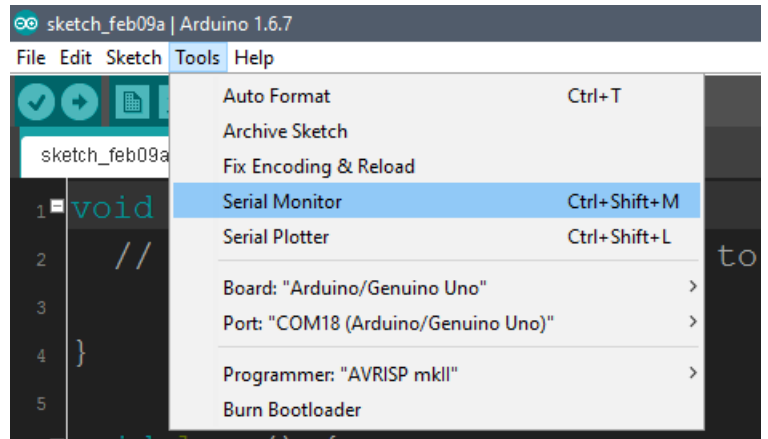 sketch_feb09a | Arduino 1.6.7
File Edit Sketch Tools Help
Auto Format Ctrl+T
Archive Sketch
sketch_feb09a
Fix Encoding & Reload
Serial Monitor Ctrl+Shift+M
1 void
Serial Plotter Ctrl+Shift+L
2 // to
Board: "Arduino/Genuino Uno"
3
Port: "COM18 (Arduino/Genuino Uno)"
4 }
Programmer: "AVRISP mkII"
5
Burn Bootloader